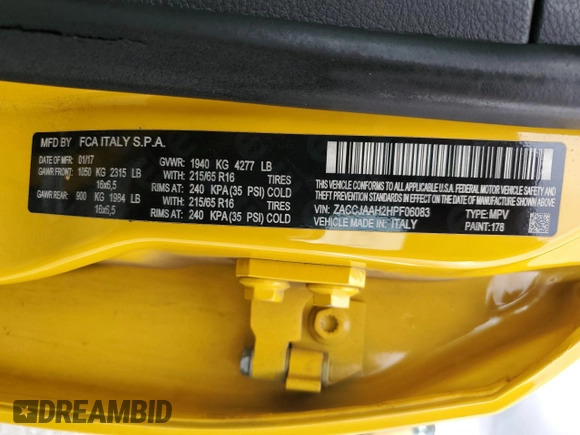 MFD BY FCA ITALY S.P.A.
DATE OF MFR: 01/17 GVWR: 1940 KG 4277 LB
GAWR FRONT: 1050 KG 2315 LB WITH: 215/65 R16 TIRES
16x6,5 RIMS AT: 240 KPA(35 PSI) COLD
GAWR REAR: 900 KG 1984 LB WITH: 215/65 R16 TIRES
16x6,5 RIMS AT: 240 KPA(35 PSI) COLD
THIS VEHICLE CONFORMS TO ALL APPLICABLE U.S.A. FEDERAL MOTOR VEHICLE SAFETY, BUMPER, AND THEFT PREVENTION STANDARDS IN EFFECT ON THE DATE OF MANUFACTURE SHOWN ABOVE
VIN: ZACCJAAH2HPF06083 TYPE: MPV
VEHICLE MADE IN: ITALY PAINT: 178
DREAMBID